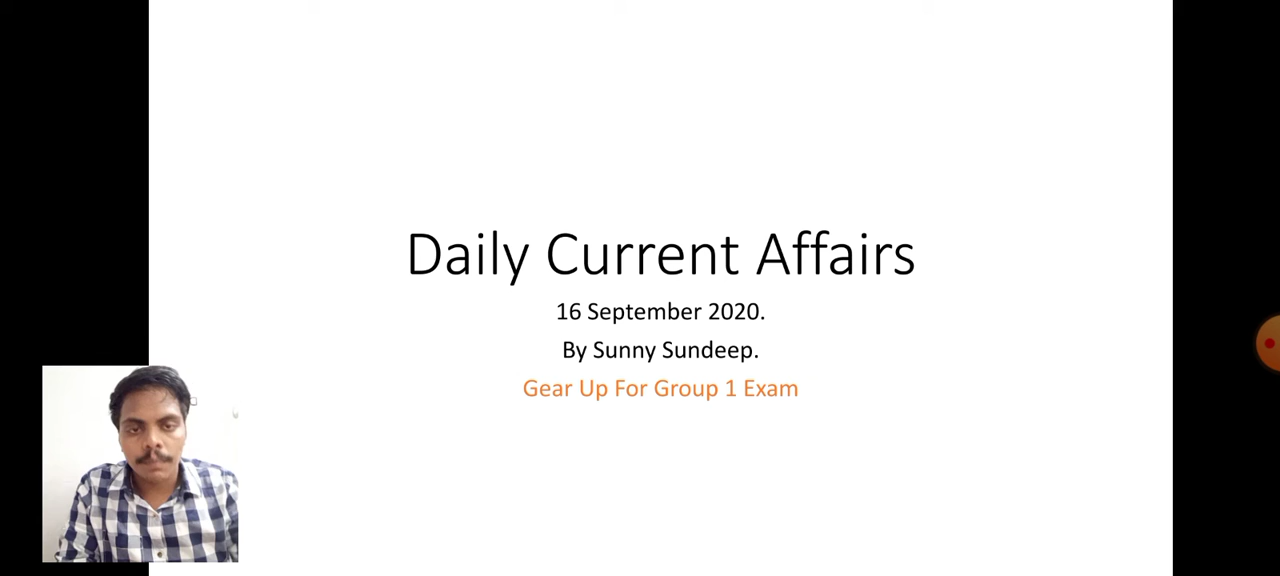 Daily Current Affairs
16 September 2020.
By Sunny Sundeep.
Gear Up For Group 1 Exam